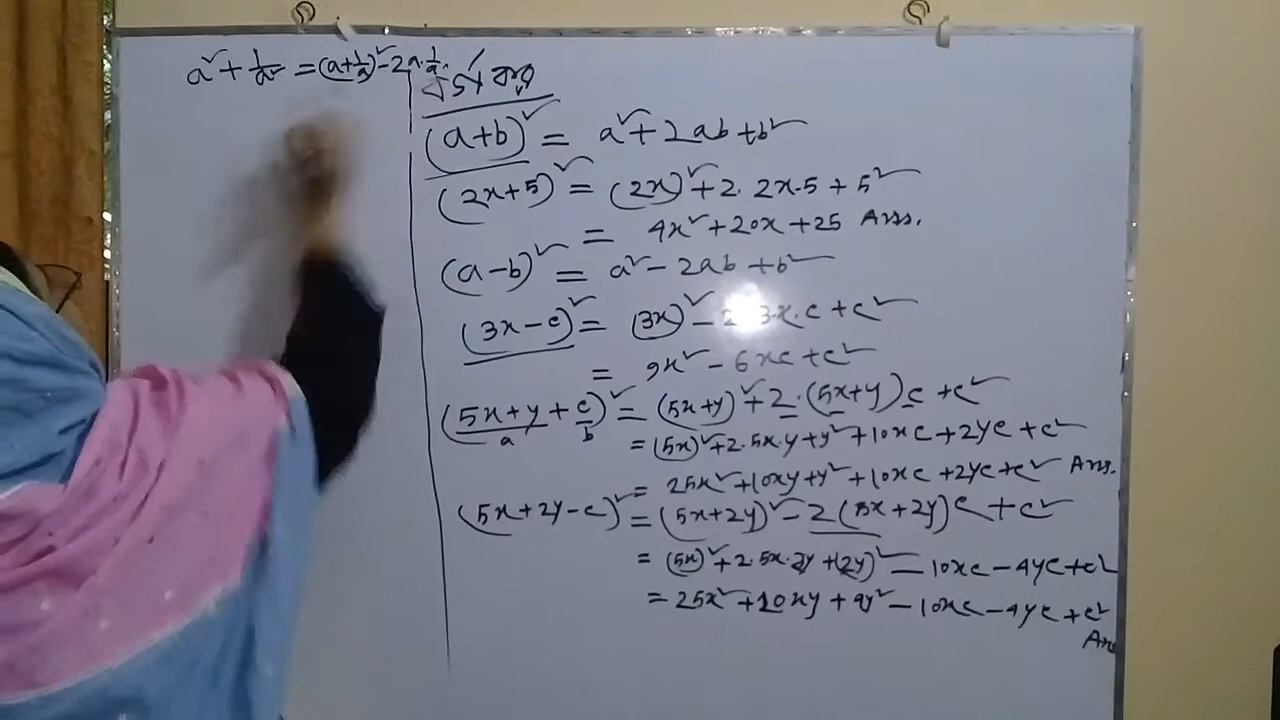 a² + 1/a² = (a+1/a)² - 2a·1/a
বর্গ কর
(a+b)² = a² + 2ab + b²
(2x+5)² = (2x)² + 2. 2x·5 + 5²
= 4x² + 20x + 25 Ans.
(a-b)² = a² - 2ab + b²
(3x-c)² = (3x)² - 2 3x.c + c²
= 9x² - 6xc + c²
(5x+y+c)² = (5x+y)² + 2.(5x+y)c + c²
a b
= (5x)² + 2.5x.y + y² + 10xc + 2yc + c²
= 25x² + 10xy + y² + 10xc + 2yc + c² Ans.
(5x+2y-c)² = (5x+2y)² - 2(5x+2y)c + c²
= (5x)² + 2.5x.2y + (2y)² - 10xc - 4yc + c²
= 25x² + 20xy + 4y² - 10xc - 4yc + c²
An